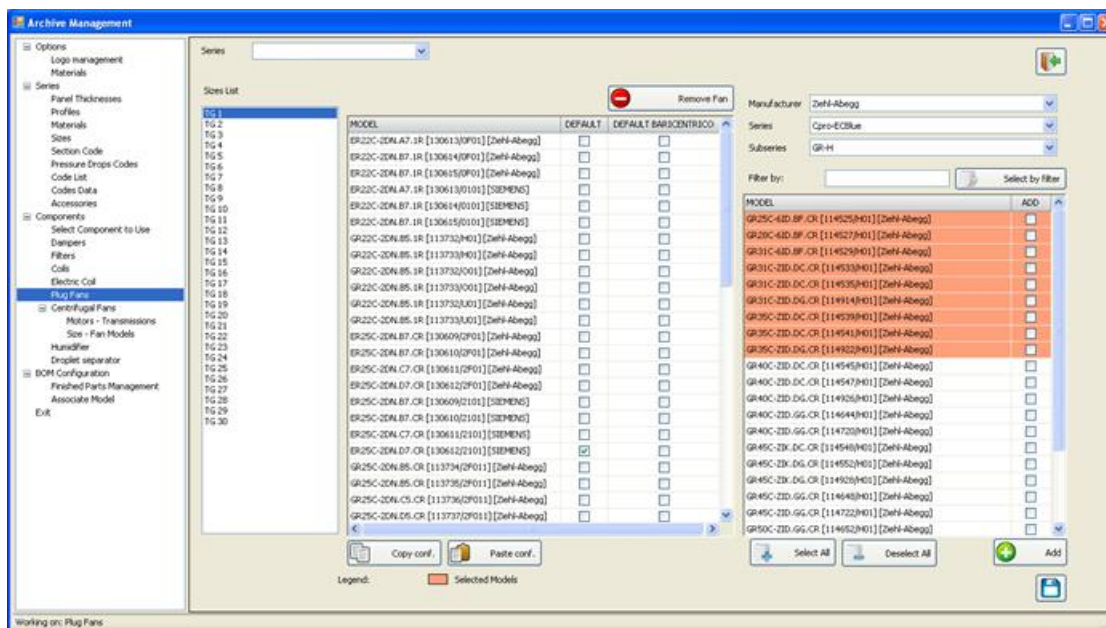 Archive Management
Options
Logo management
Materials
Series
Panel Thicknesses
Profiles
Materials
Sizes
Section Code
Pressure Drops Codes
Code List
Codes Data
Accessories
Components
Select Component to Use
Dampers
Filters
Coils
Electric Coil
Plug Fans
Centrifugal Fans
Motors - Transmissions
Size - Fan Models
Humidifier
Droplet separator
BOM Configuration
Finished Parts Management
Associate Model
Exit
Series
Sizes List
TG 1
TG 2
TG 3
TG 4
TG 5
TG 6
TG 7
TG 8
TG 9
TG 10
TG 11
TG 12
TG 13
TG 14
TG 15
TG 16
TG 17
TG 18
TG 19
TG 20
TG 21
TG 22
TG 23
TG 24
TG 25
TG 26
TG 27
TG 28
TG 29
TG 30
Remove Fan
MODEL DEFAULT DEFAULT BARICENTRICO
ER22C-2DN.A7.1R [130613/0F01] [Ziehl-Abegg]
ER22C-2DN.B7.1R [130614/0F01] [Ziehl-Abegg]
ER22C-2DN.B7.1R [130615/0F01] [Ziehl-Abegg]
ER22C-2DN.A7.1R [130613/0101] [SIEMENS]
ER22C-2DN.B7.1R [130614/0101] [SIEMENS]
ER22C-2DN.B7.1R [130615/0101] [SIEMENS]
GR22C-2DN.B5.1R [113732/H01] [Ziehl-Abegg]
GR22C-2DN.B5.1R [113733/H01] [Ziehl-Abegg]
GR22C-2DN.B5.1R [113732/O01] [Ziehl-Abegg]
GR22C-2DN.B5.1R [113733/O01] [Ziehl-Abegg]
GR22C-2DN.B5.1R [113732/U01] [Ziehl-Abegg]
GR22C-2DN.B5.1R [113733/U01] [Ziehl-Abegg]
ER25C-2DN.B7.CR [130609/2F01] [Ziehl-Abegg]
ER25C-2DN.B7.CR [130610/2F01] [Ziehl-Abegg]
ER25C-2DN.C7.CR [130611/2F01] [Ziehl-Abegg]
ER25C-2DN.D7.CR [130612/2F01] [Ziehl-Abegg]
ER25C-2DN.B7.CR [130609/2101] [SIEMENS]
ER25C-2DN.B7.CR [130610/2101] [SIEMENS]
ER25C-2DN.C7.CR [130611/2101] [SIEMENS]
ER25C-2DN.D7.CR [130612/2101] [SIEMENS]
GR25C-2DN.B5.CR [113734/2F011] [Ziehl-Abegg]
GR25C-2DN.B5.CR [113735/2F011] [Ziehl-Abegg]
GR25C-2DN.C5.CR [113736/2F011] [Ziehl-Abegg]
GR25C-2DN.D5.CR [113737/2F011] [Ziehl-Abegg]
Copy conf.
Paste conf.
Legend:
Selected Models
Manufacturer Ziehl-Abegg
Series Cpro-ECBlue
Subseries GR-H
Filter by:
Select by filter
MODEL ADD
GR25C-6ID.BF.CR [114525/H01] [Ziehl-Abegg]
GR28C-6ID.BF.CR [114527/H01] [Ziehl-Abegg]
GR31C-6ID.BF.CR [114529/H01] [Ziehl-Abegg]
GR31C-ZID.DC.CR [114533/H01] [Ziehl-Abegg]
GR31C-ZID.DC.CR [114535/H01] [Ziehl-Abegg]
GR31C-ZID.DG.CR [114914/H01] [Ziehl-Abegg]
GR35C-ZID.DC.CR [114539/H01] [Ziehl-Abegg]
GR35C-ZID.DC.CR [114541/H01] [Ziehl-Abegg]
GR35C-ZID.DG.CR [114922/H01] [Ziehl-Abegg]
GR40C-ZID.DC.CR [114545/H01] [Ziehl-Abegg]
GR40C-ZID.DC.CR [114547/H01] [Ziehl-Abegg]
GR40C-ZID.DG.CR [114926/H01] [Ziehl-Abegg]
GR40C-ZID.GG.CR [114644/H01] [Ziehl-Abegg]
GR40C-ZID.GG.CR [114720/H01] [Ziehl-Abegg]
GR45C-ZIX.DC.CR [114548/H01] [Ziehl-Abegg]
GR45C-ZIX.DG.CR [114552/H01] [Ziehl-Abegg]
GR45C-ZIX.DG.CR [114928/H01] [Ziehl-Abegg]
GR45C-ZID.GG.CR [114648/H01] [Ziehl-Abegg]
GR45C-ZID.GG.CR [114722/H01] [Ziehl-Abegg]
GR50C-ZID.GG.CR [114652/H01] [Ziehl-Abegg]
Select All
Deselect All
Add
Working on: Plug Fans